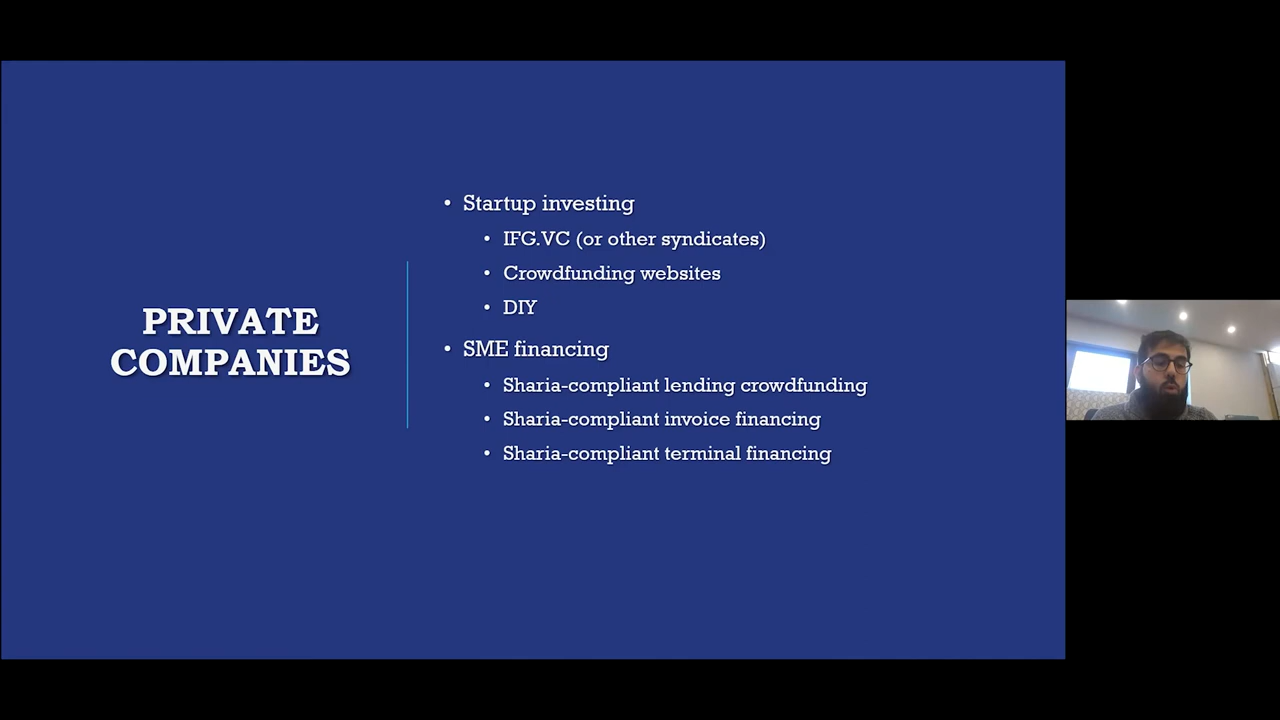 PRIVATE
COMPANIES
• Startup investing
• IFG.VC (or other syndicates)
• Crowdfunding websites
• DIY
• SME financing
• Sharia-compliant lending crowdfunding
• Sharia-compliant invoice financing
• Sharia-compliant terminal financing